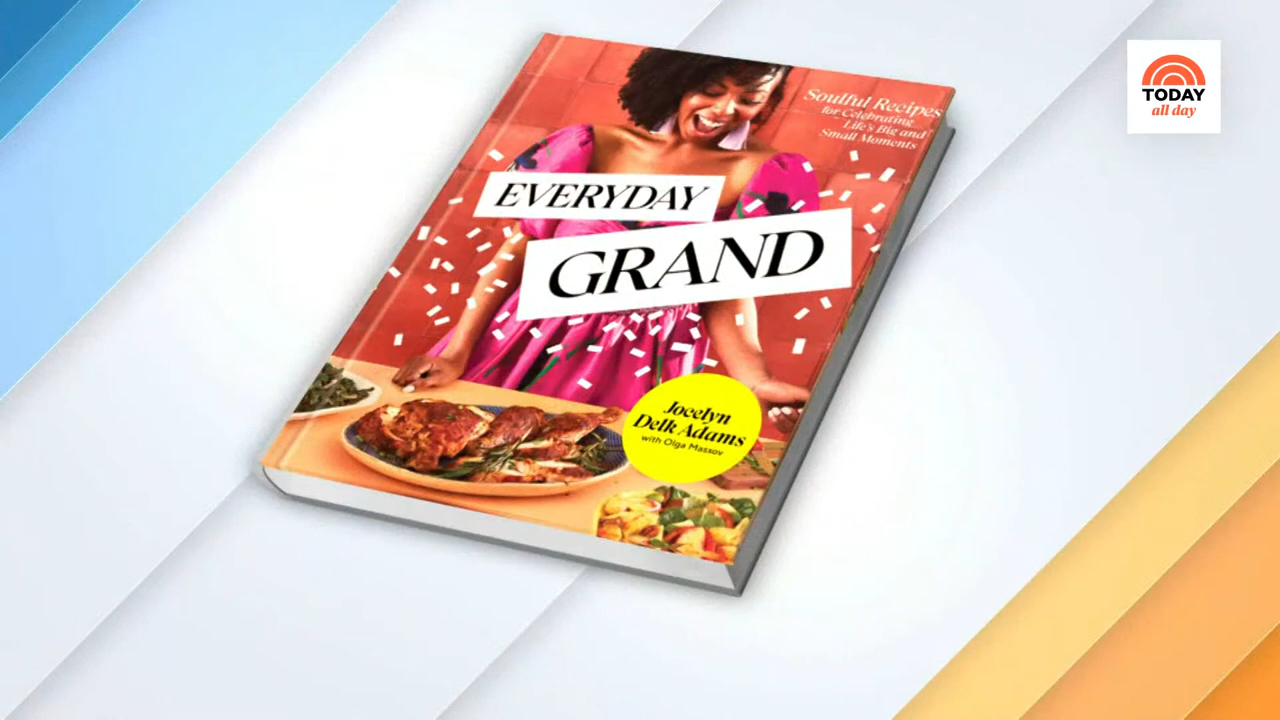 TODAY
all day
Soulful Recipes
for Celebrating
Life's Big and
Small Moments
EVERYDAY
GRAND
Jocelyn
Delk Adams
with Olga Massov